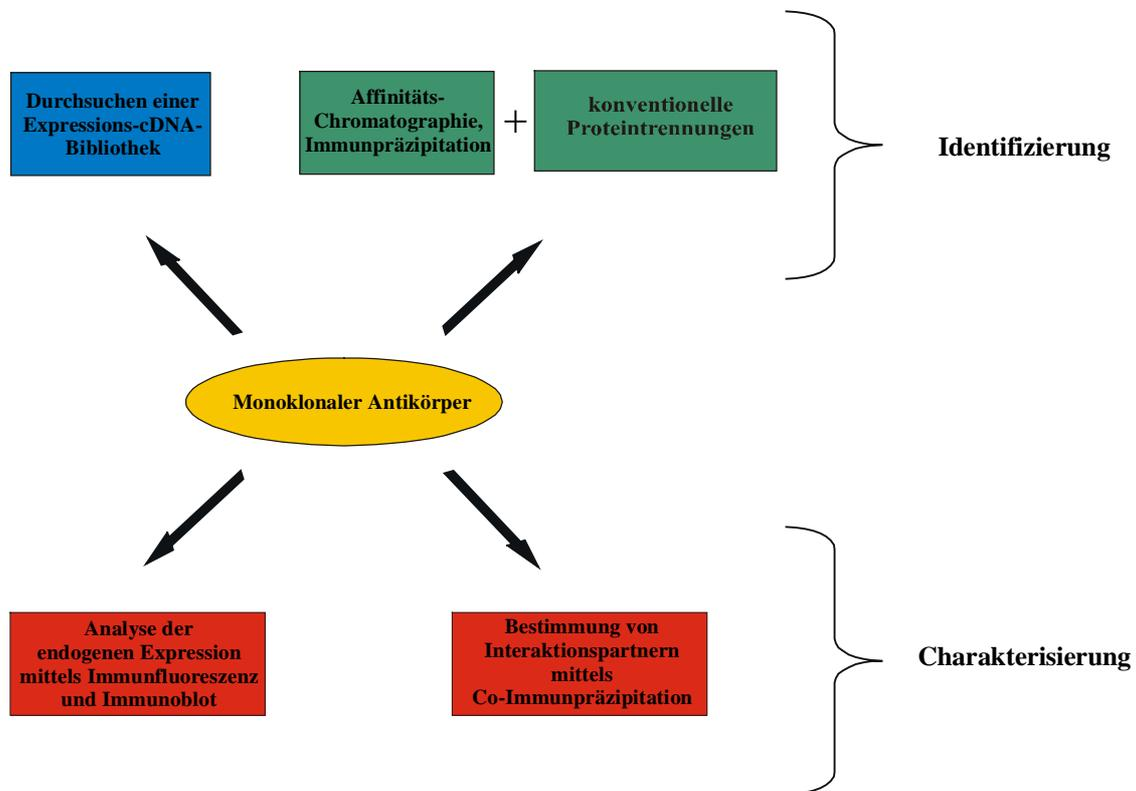 Durchsuchen einer
Expressions-cDNA-
Bibliothek
Affinitäts-
Chromatographie,
Immunpräzipitation
+
konventionelle
Proteintrennungen
Identifizierung
Monoklonaler Antikörper
Analyse der
endogenen Expression
mittels Immunfluoreszenz
und Immunoblot
Bestimmung von
Interaktionspartnern
mittels
Co-Immunpräzipitation
Charakterisierung